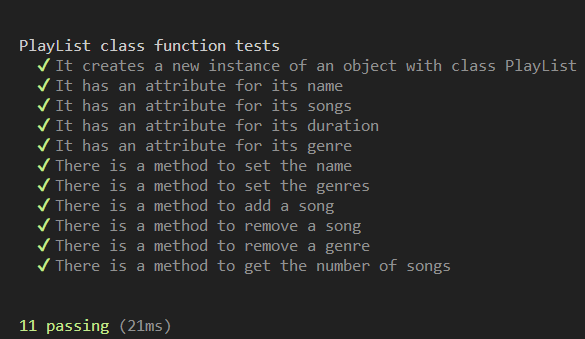 PlayList class function tests
✓ It creates a new instance of an object with class PlayList
✓ It has an attribute for its name
✓ It has an attribute for its songs
✓ It has an attribute for its duration
✓ It has an attribute for its genre
✓ There is a method to set the name
✓ There is a method to set the genres
✓ There is a method to add a song
✓ There is a method to remove a song
✓ There is a method to remove a genre
✓ There is a method to get the number of songs
11 passing (21ms)